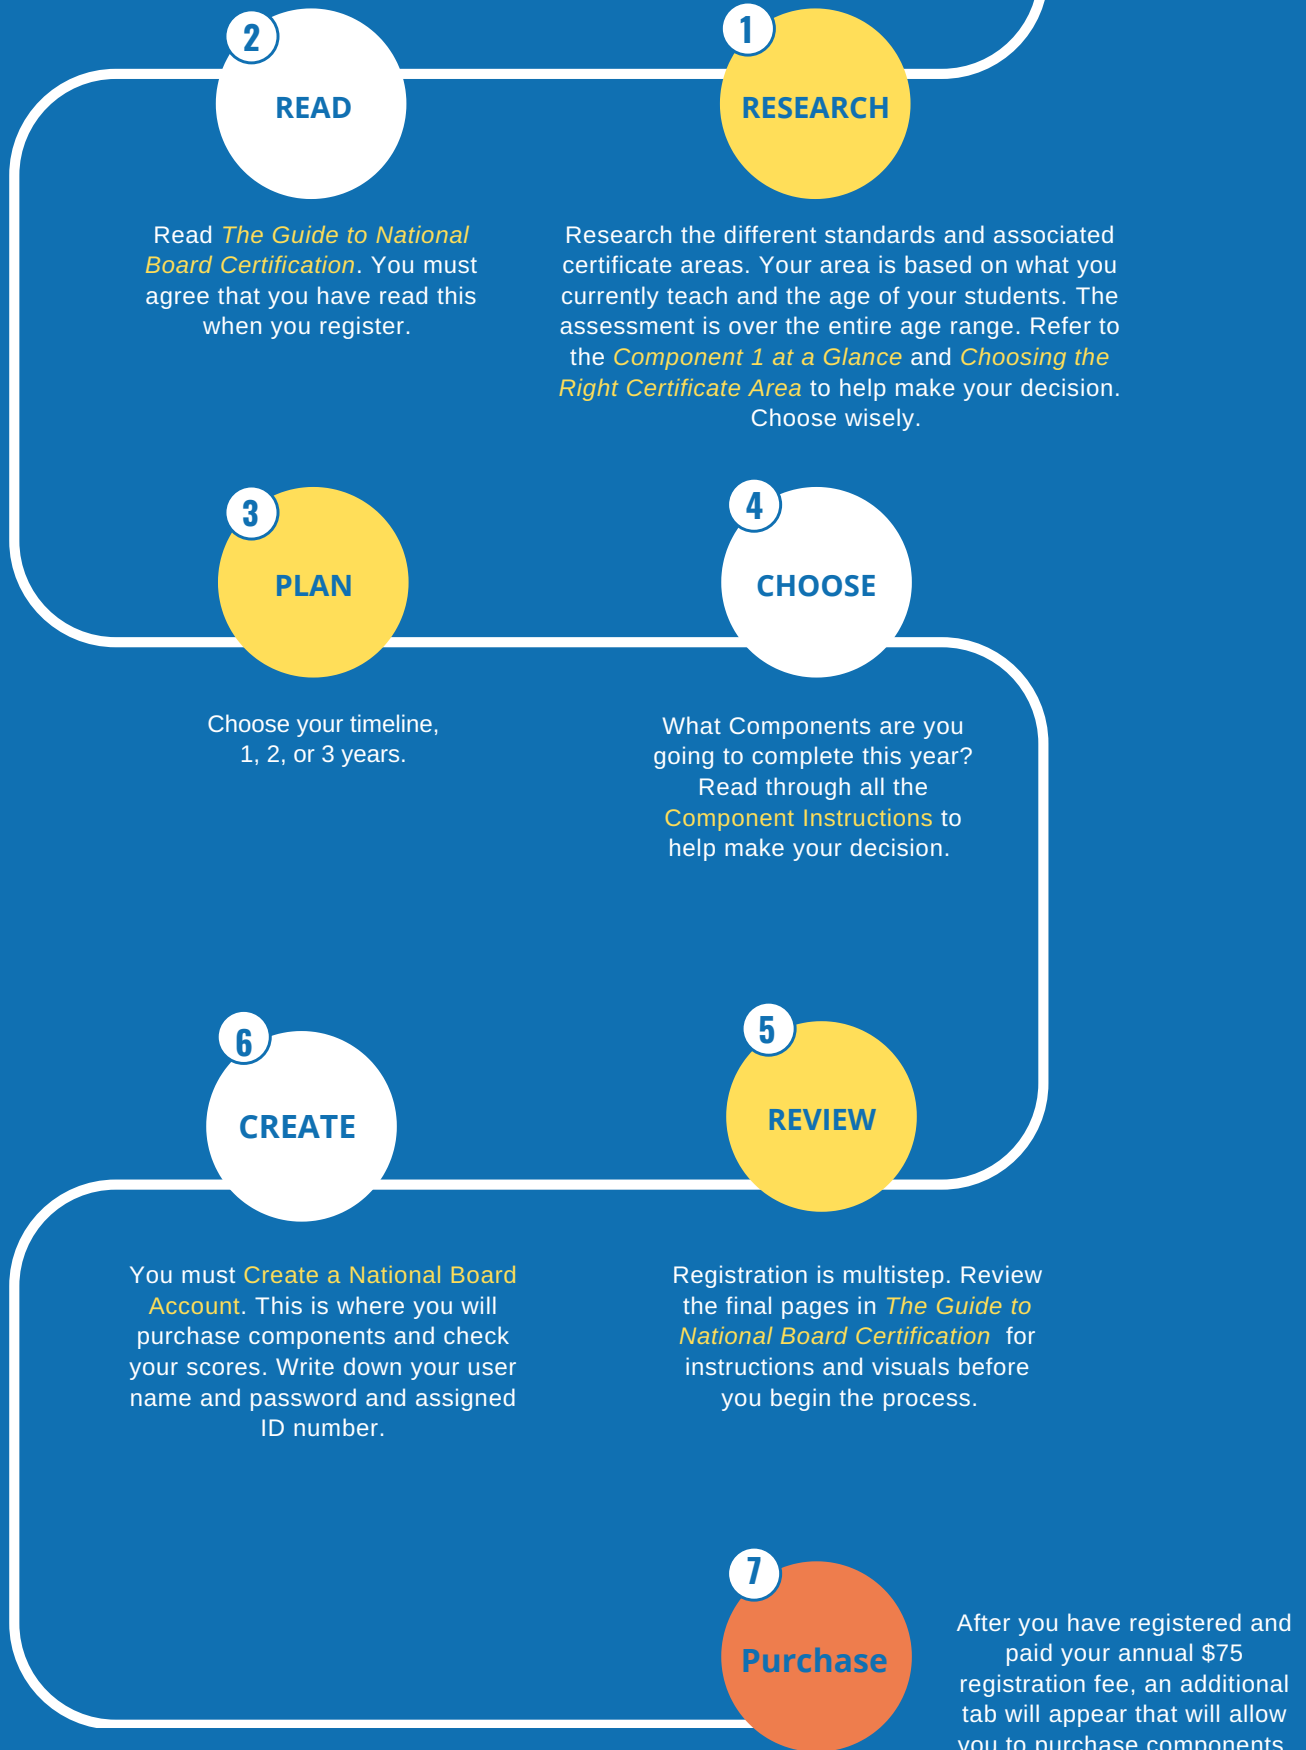 1
RESEARCH
Research the different standards and associated
certificate areas. Your area is based on what you
currently teach and the age of your students. The
assessment is over the entire age range. Refer to
the Component 1 at a Glance and Choosing the
Right Certificate Area to help make your decision.
Choose wisely.
2
READ
Read The Guide to National
Board Certification. You must
agree that you have read this
when you register.
3
PLAN
Choose your timeline,
1, 2, or 3 years.
4
CHOOSE
What Components are you
going to complete this year?
Read through all the
Component Instructions to
help make your decision.
5
REVIEW
Registration is multistep. Review
the final pages in The Guide to
National Board Certification for
instructions and visuals before
you begin the process.
6
CREATE
You must Create a National Board
Account. This is where you will
purchase components and check
your scores. Write down your user
name and password and assigned
ID number.
7
Purchase
After you have registered and
paid your annual $75
registration fee, an additional
tab will appear that will allow
you to purchase components.